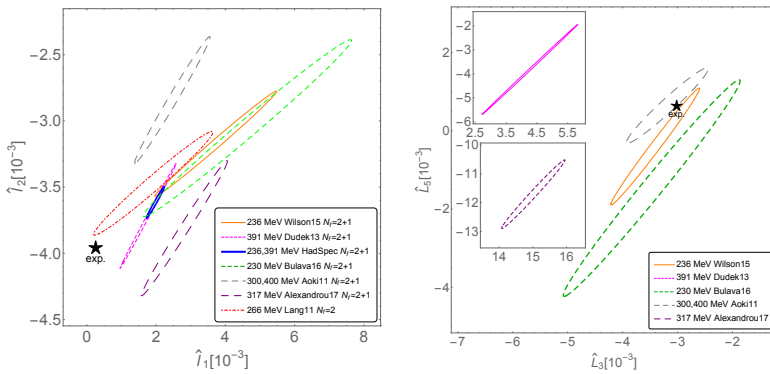 -2.5
-3.0
-3.5
-4.0
-4.5
l̂₂[10⁻³]
exp.
236 MeV Wilson15 Nf=2+1
391 MeV Dudek13 Nf=2+1
236,391 MeV HadSpec Nf=2+1
230 MeV Bulava16 Nf=2+1
300,400 MeV Aoki11 Nf=2+1
317 MeV Alexandrou17 Nf=2+1
266 MeV Lang11 Nf=2
0 2 4 6 8
l̂₁[10⁻³]
2
0
-2
-4
L̂₅[10⁻³]
-2
-3
-4
-5
-6
2.5 3.5 4.5 5.5
-10
-11
-12
-13
14 15 16
exp.
236 MeV Wilson15
391 MeV Dudek13
230 MeV Bulava16
300,400 MeV Aoki11
317 MeV Alexandrou17
-7 -6 -5 -4 -3 -2
L̂₃[10⁻³]